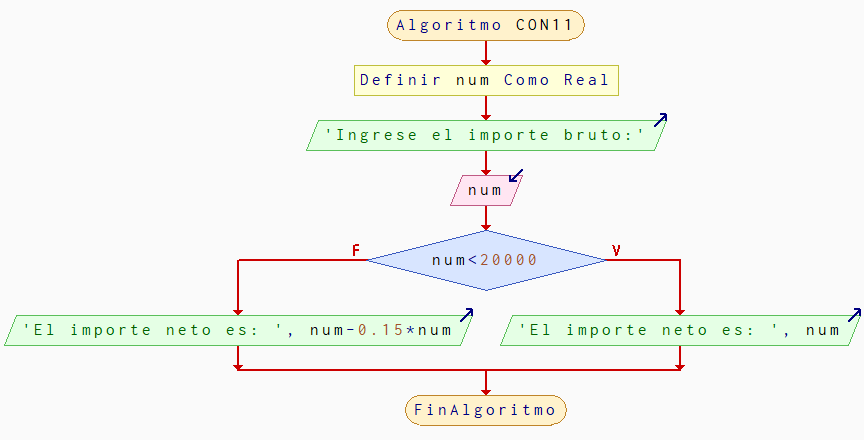 Algoritmo CON11
Definir num Como Real
'Ingrese el importe bruto:'
num
num<20000
F
V
'El importe neto es: ', num-0.15*num
'El importe neto es: ', num
FinAlgoritmo